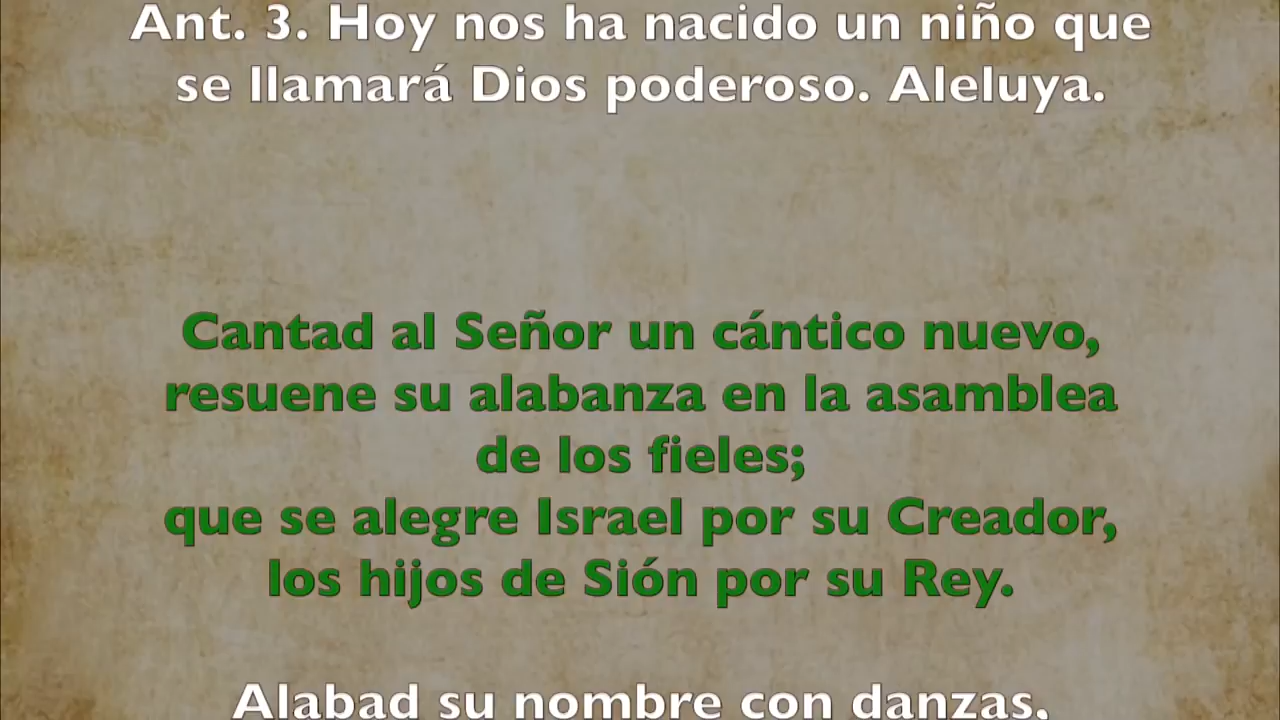 Ant. 3. Hoy nos ha nacido un niño que
se llamará Dios poderoso. Aleluya.
Cantad al Señor un cántico nuevo,
resuene su alabanza en la asamblea
de los fieles;
que se alegre Israel por su Creador,
los hijos de Sión por su Rey.
Alabad su nombre con danzas,